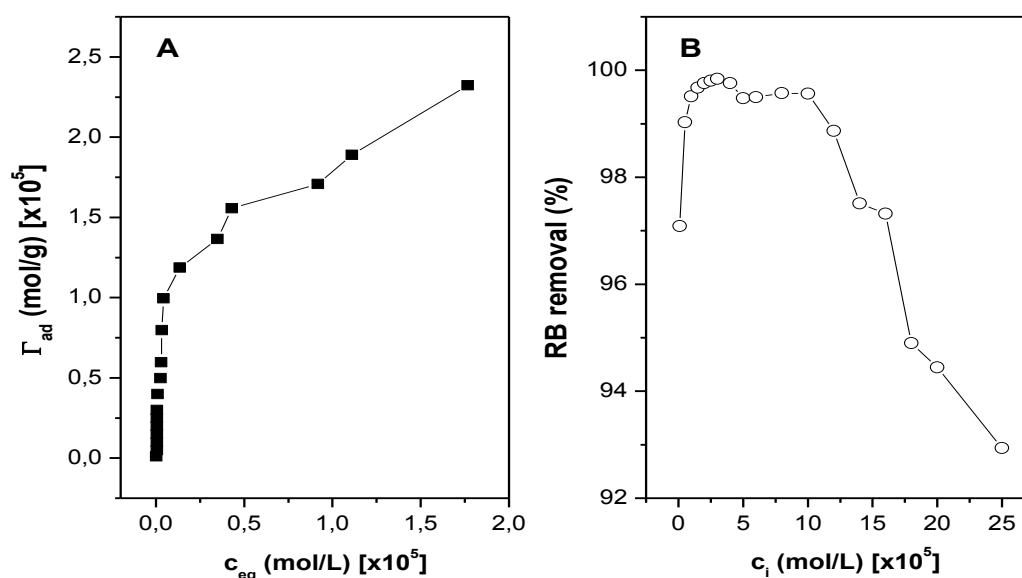 A
B
Γad (mol/g) [x10⁵]
2,5
2,0
1,5
1,0
0,5
0,0
0,0 0,5 1,0 1,5 2,0
ceq (mol/L) [x10⁵]
RB removal (%)
100
98
96
94
92
0 5 10 15 20 25
ci (mol/L) [x10⁵]